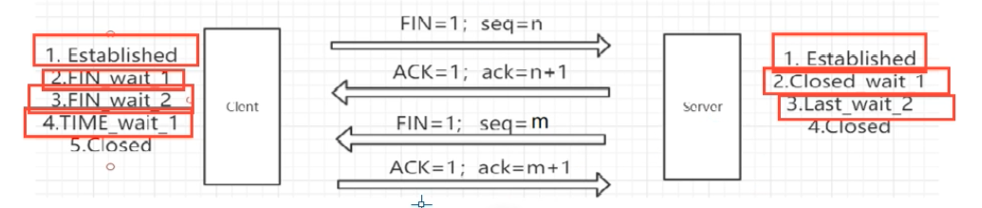 1. Established
2.FIN_wait_1
3.FIN_wait_2
4.TIME_wait_1
5.Closed
Clent
FIN=1; seq=n
ACK=1; ack=n+1
FIN=1; seq=m
ACK=1; ack=m+1
Server
1. Established
2.Closed_wait_1
3.Last_wait_2
4.Closed